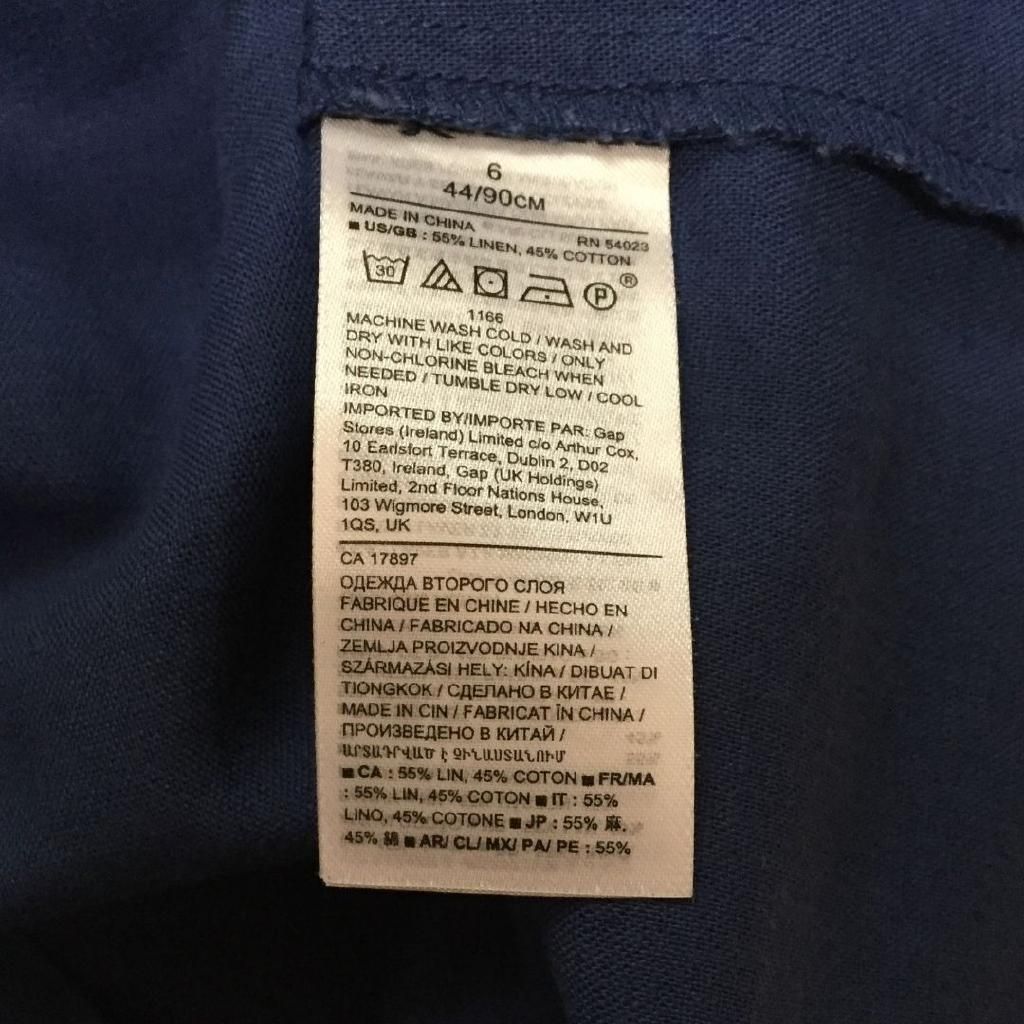 6
44/90CM
MADE IN CHINA RN 54023
■ US/GB : 55% LINEN, 45% COTTON
30 P ®
1166
MACHINE WASH COLD / WASH AND
DRY WITH LIKE COLORS / ONLY
NON-CHLORINE BLEACH WHEN
NEEDED / TUMBLE DRY LOW / COOL
IRON
IMPORTED BY/IMPORTE PAR: Gap
Stores (Ireland) Limited c/o Arthur Cox,
10 Earlsfort Terrace, Dublin 2, D02
T380, Ireland, Gap (UK Holdings)
Limited, 2nd Floor Nations House,
103 Wigmore Street, London, W1U
1QS, UK
CA 17897
ОДЕЖДА ВТОРОГО СЛОЯ
FABRIQUE EN CHINE / HECHO EN
CHINA / FABRICADO NA CHINA /
ZEMLJA PROIZVODNJE KINA /
SZÁRMAZÁSI HELY: KÍNA / DIBUAT DI
TIONGKOK / СДЕЛАНО В КИТАЕ /
MADE IN CIN / FABRICAT ÎN CHINA /
ПРОИЗВЕДЕНО В КИТАЙ /
ԱՐՏԱԴՐՎԱԾ Է ՉԻՆԱՍՏԱՆՈՒՄ
■ CA : 55% LIN, 45% COTON ■ FR/MA
: 55% LIN, 45% COTON ■ IT : 55%
LINO, 45% COTONE ■ JP : 55% 麻,
45% 綿 ■ AR/ CL/ MX/ PA/ PE : 55%